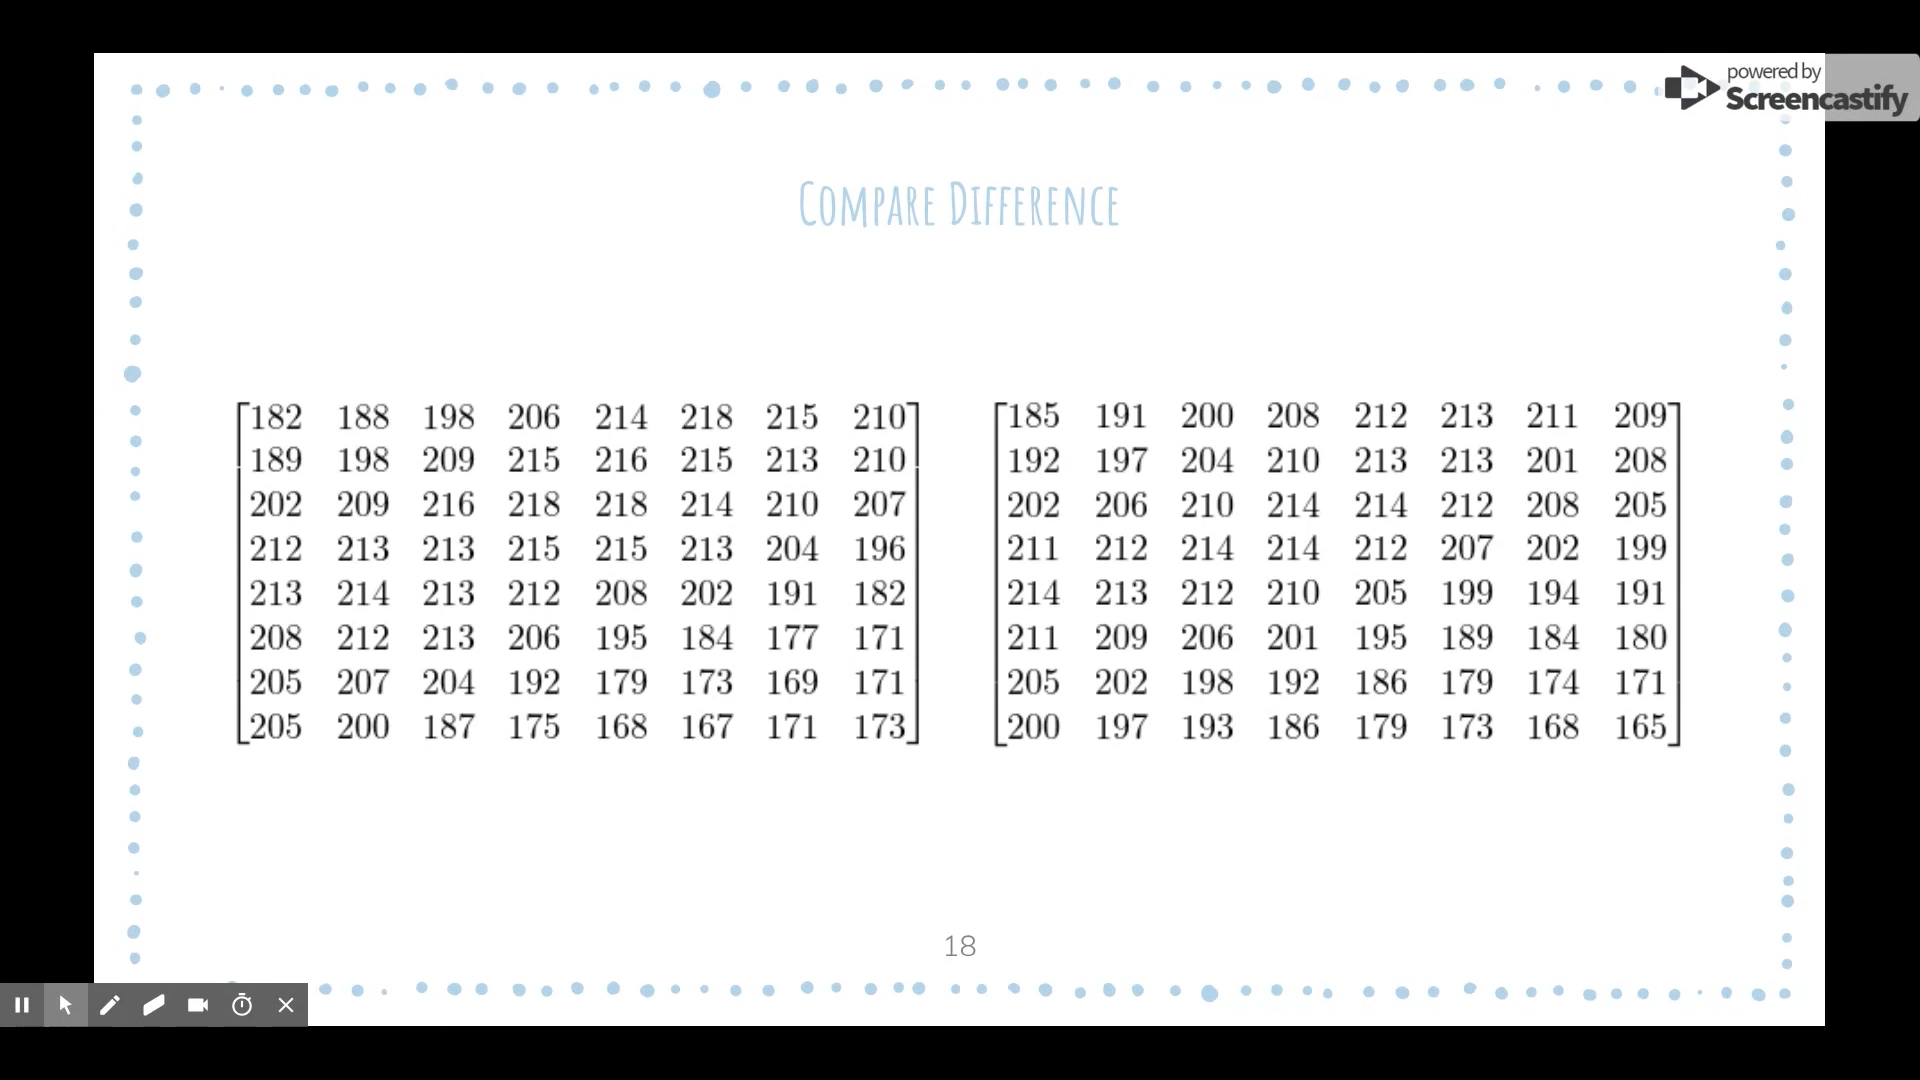 powered by
Screencastify
COMPARE DIFFERENCE
182 188 198 206 214 218 215 210
189 198 209 215 216 215 213 210
202 209 216 218 218 214 210 207
212 213 213 215 215 213 204 196
213 214 213 212 208 202 191 182
208 212 213 206 195 184 177 171
205 207 204 192 179 173 169 171
205 200 187 175 168 167 171 173
185 191 200 208 212 213 211 209
192 197 204 210 213 213 201 208
202 206 210 214 214 212 208 205
211 212 214 214 212 207 202 199
214 213 212 210 205 199 194 191
211 209 206 201 195 189 184 180
205 202 198 192 186 179 174 171
200 197 193 186 179 173 168 165
18